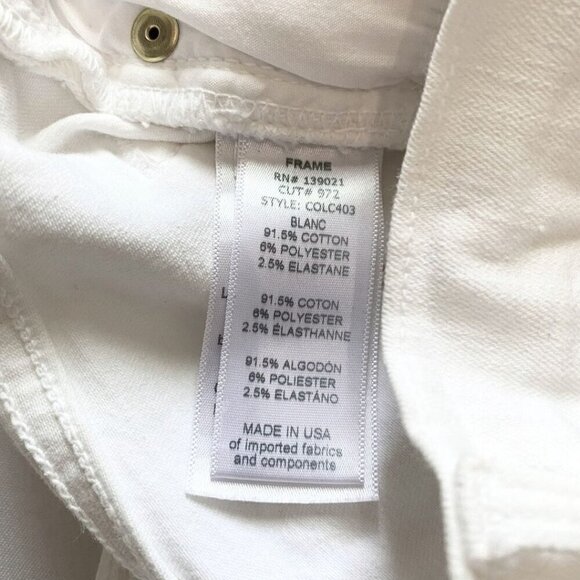 FRAME
RN# 139021
CUT# 972
STYLE: COLC403
BLANC
91.5% COTTON
6% POLYESTER
2.5% ELASTANE
91.5% COTON
6% POLYESTER
2.5% ÉLASTHANNE
91.5% ALGODÓN
6% POLIESTER
2.5% ELASTÁNO
MADE IN USA
of imported fabrics
and components